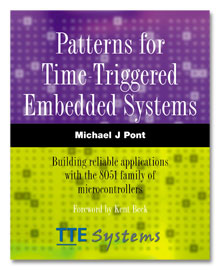 Patterns for
Time-Triggered
Embedded Systems
Michael J Pont
Building reliable applications
with the 8051 family of
microcontrollers
Foreword by Kent Beck
TTE Systems